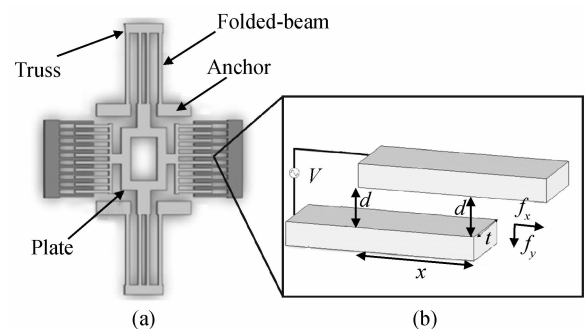 Folded-beam
Truss
Anchor
Plate
(a)
V
d
d
f_x
t
f_y
x
(b)